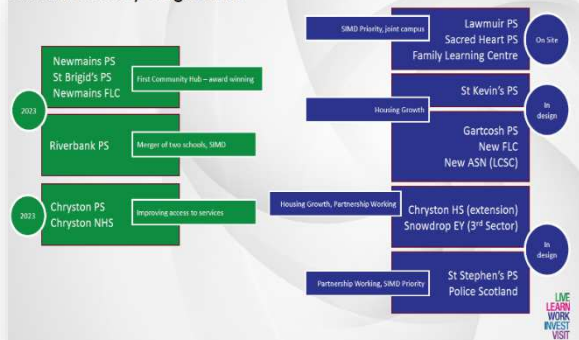 Newmains PS
St Brigid's PS
Newmains FLC
First Community Hub – award winning
2023
Riverbank PS
Merger of two schools, SIMD
2023
Chryston PS
Chryston NHS
Improving access to services
SIMD Priority, joint campus
Lawmuir PS
Sacred Heart PS
Family Learning Centre
On Site
St Kevin's PS
Housing Growth
In
design
Gartcosh PS
New FLC
New ASN (LCSC)
Housing Growth, Partnership Working
Chryston HS (extension)
Snowdrop EY (3rd Sector)
In
design
Partnership Working, SIMD Priority
St Stephen's PS
Police Scotland
LIVE
LEARN
WORK
INVEST
VISIT